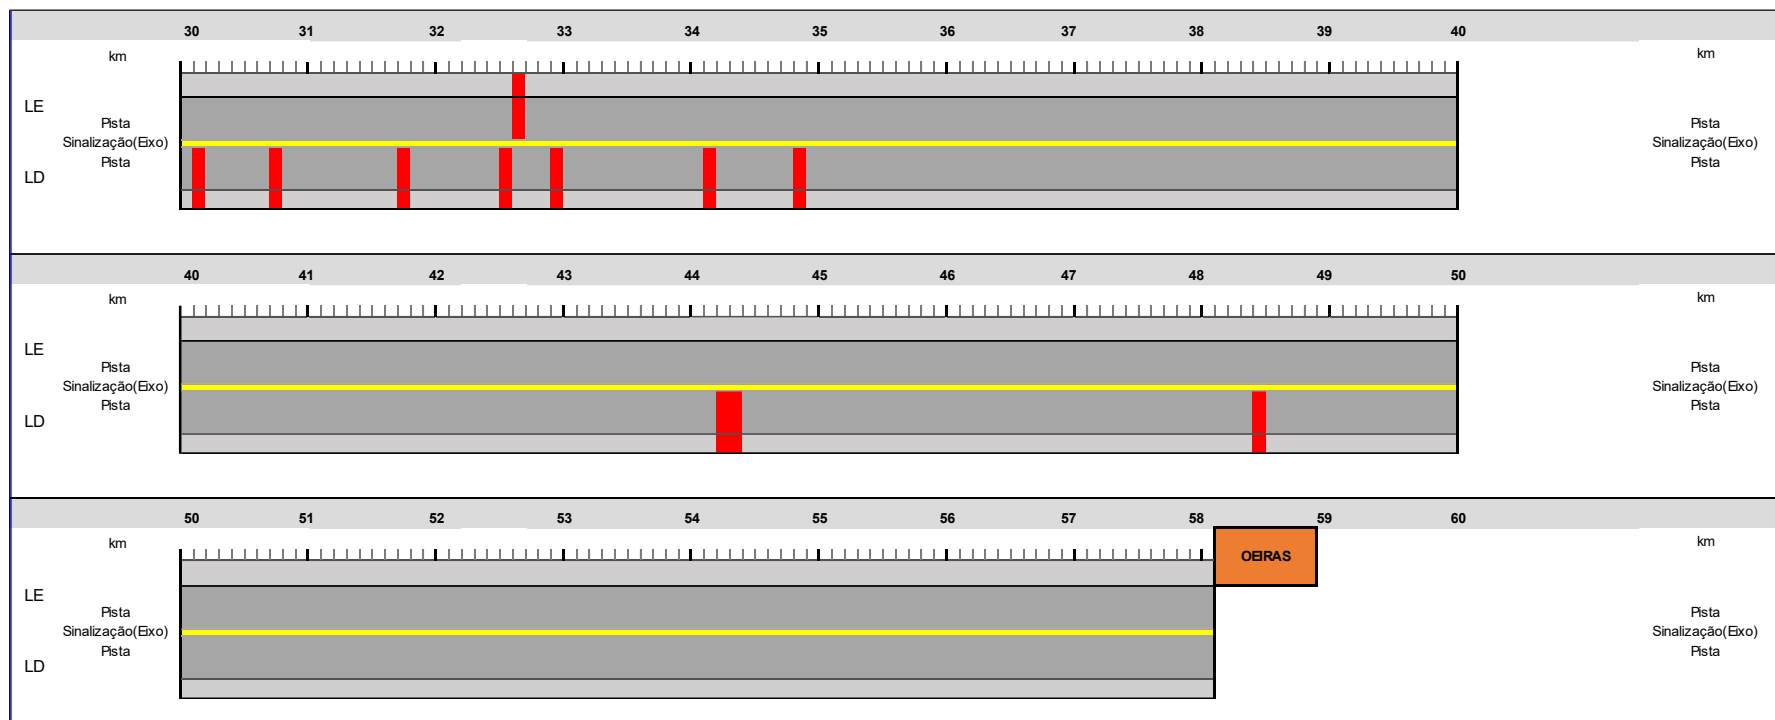 30 31 32 33 34 35 36 37 38 39 40
km km
LE
Pista Pista
Sinalização(Eixo) Sinalização(Eixo)
Pista Pista
LD
40 41 42 43 44 45 46 47 48 49 50
km km
LE
Pista Pista
Sinalização(Eixo) Sinalização(Eixo)
Pista Pista
LD
50 51 52 53 54 55 56 57 58 59 60
km km
OEIRAS
LE
Pista Pista
Sinalização(Eixo) Sinalização(Eixo)
Pista Pista
LD